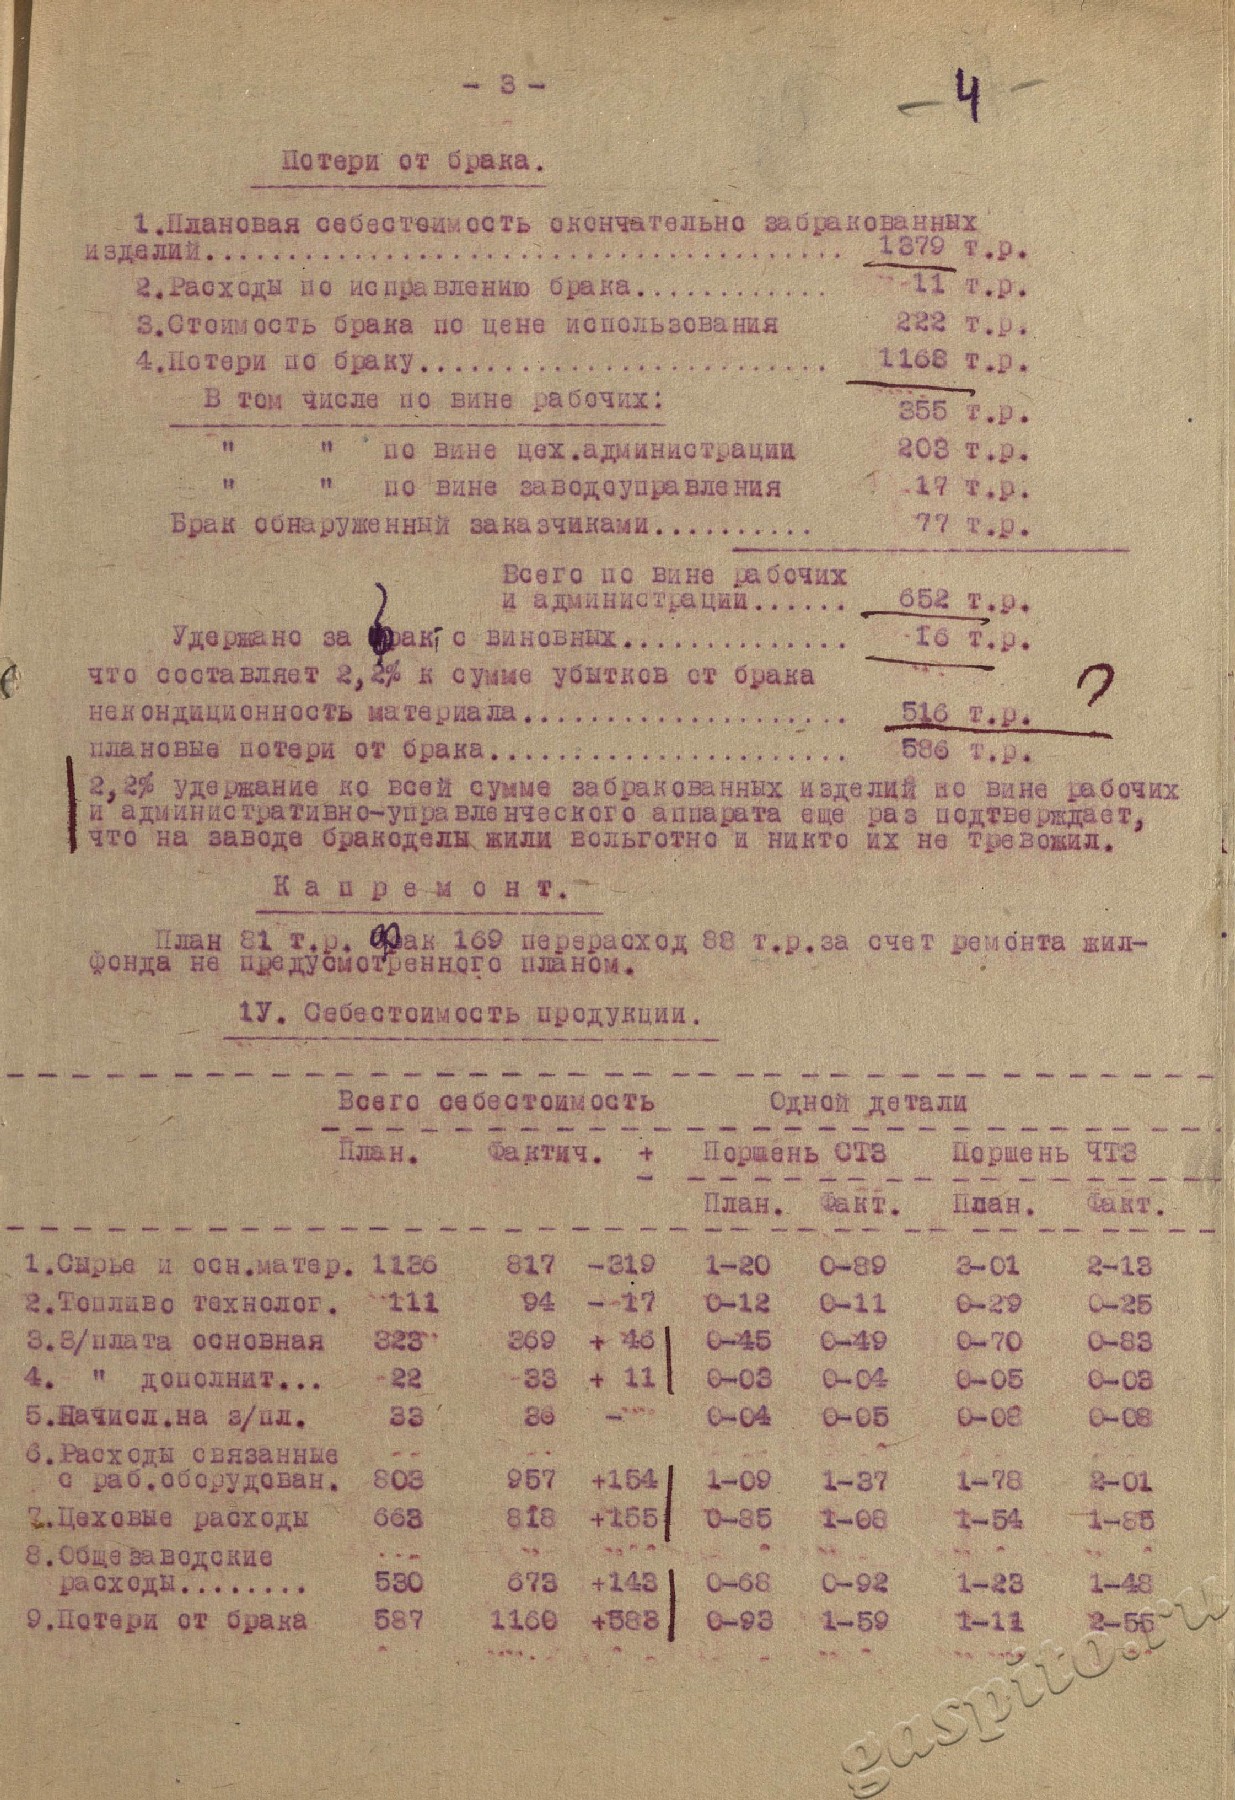 - 3 -
4
Потери от брака.
1.Плановая себестоимость окончательно забракованных
изделий....................................... 1379 т.р.
2.Расходы по исправлению брака............ 11 т.р.
3.Стоимость брака по цене использования 222 т.р.
4.Потери по браку......................... 1168 т.р.
В том числе по вине рабочих: 355 т.р.
" " по вине цех.администрации 203 т.р.
" " по вине заводоуправления 17 т.р.
Брак обнаруженный заказчиками.......... 77 т.р.
Всего по вине рабочих
и администрации...... 652 т.р.
Удержано за брак с виновных.............. 16 т.р.
что составляет 2,2% к сумме убытков от брака
некондиционность материала.................... 516 т.р.
плановые потери от брака...................... 586 т.р.
2,2% удержание ко всей сумме забракованных изделий по вине рабочих
и административно-управленческого аппарата еще раз подтверждает,
что на заводе бракоделы жили вольготно и никто их не тревожил.
Капремонт.
План 81 т.р. фак 169 перерасход 88 т.р.за счет ремонта жил-
фонда не предусмотренного планом.
1У. Себестоимость продукции.
Всего себестоимость Одной детали
План. Фактич. + Поршень СТЗ Поршень ЧТЗ
-
План. Факт. План. Факт.
1.Сырье и осн.матер. 1136 817 -319 1-20 0-89 3-01 2-13
2.Топливо технолог. 111 94 - 17 0-12 0-11 0-29 0-25
3.З/плата основная 323 369 + 46 0-45 0-49 0-70 0-83
4. " дополнит... 22 33 + 11 0-03 0-04 0-05 0-03
5.Начисл.на з/пл. 33 36 - 0-04 0-05 0-08 0-08
6.Расходы связанные
с раб.оборудован. 803 957 +154 1-09 1-37 1-78 2-01
7.Цеховые расходы 663 818 +155 0-85 1-08 1-54 1-85
8.Общезаводские
расходы........ 530 673 +143 0-68 0-92 1-23 1-48
9.Потери от брака 587 1160 +583 0-93 1-59 1-11 2-55
gaspito.ru